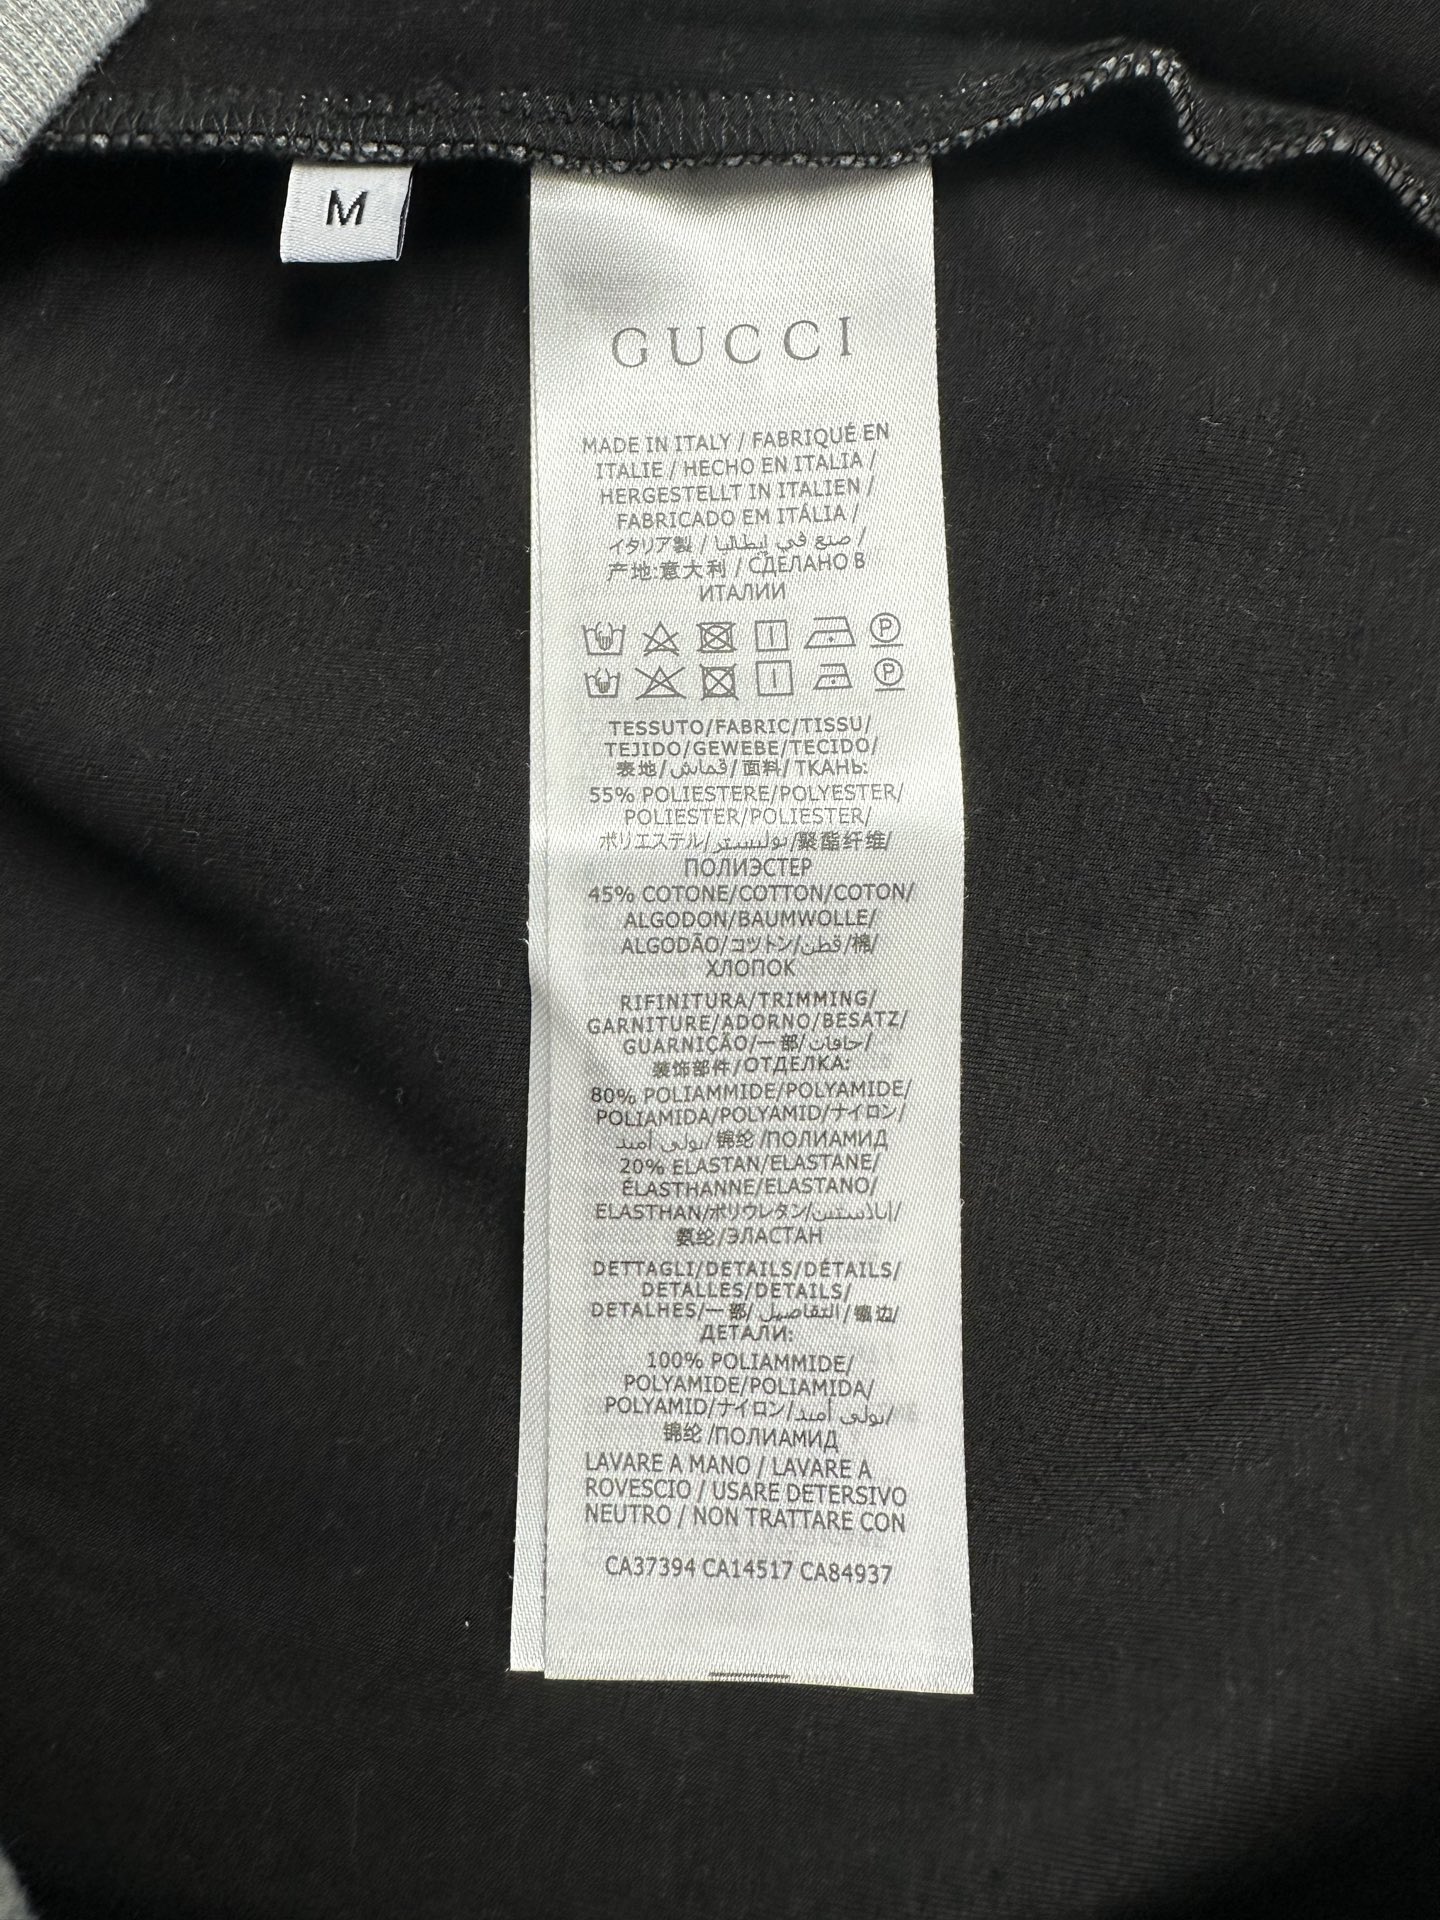 M
GUCCI
MADE IN ITALY / FABRIQUÉ EN
ITALIE / HECHO EN ITALIA /
HERGESTELLT IN ITALIEN /
FABRICADO EM ITÁLIA /
イタリア製 / صنع في إيطاليا /
产地:意大利 / СДЕЛАНО В
ИТАЛИИ
P
P
TESSUTO/FABRIC/TISSU/
TEJIDO/GEWEBE/TECIDO/
表地/قماش/面料/ТКАНЬ:
55% POLIESTERE/POLYESTER/
POLIESTER/POLIESTER/
ポリエステル/بوليستر/聚酯纤维/
ПОЛИЭСТЕР
45% COTONE/COTTON/COTON/
ALGODON/BAUMWOLLE/
ALGODÃO/コットン/قطن/棉/
ХЛОПОК
RIFINITURA/TRIMMING/
GARNITURE/ADORNO/BESATZ/
GUARNIÇÃO/一部/حافات/
装饰部件/ОТДЕЛКА:
80% POLIAMMIDE/POLYAMIDE/
POLIAMIDA/POLYAMID/ナイロン/
بولي أميد/锦纶/ПОЛИАМИД
20% ELASTAN/ELASTANE/
ÉLASTHANNE/ELASTANO/
ELASTHAN/ポリウレタン/إيلاستين/
氨纶/ЭЛАСТАН
DETTAGLI/DETAILS/DÉTAILS/
DETALLES/DETAILS/
DETALHES/一部/التفاصيل/镶边/
ДЕТАЛИ:
100% POLIAMMIDE/
POLYAMIDE/POLIAMIDA/
POLYAMID/ナイロン/بولي أميد/
锦纶/ПОЛИАМИД
LAVARE A MANO / LAVARE A
ROVESCIO / USARE DETERSIVO
NEUTRO / NON TRATTARE CON
CA37394 CA14517 CA84937